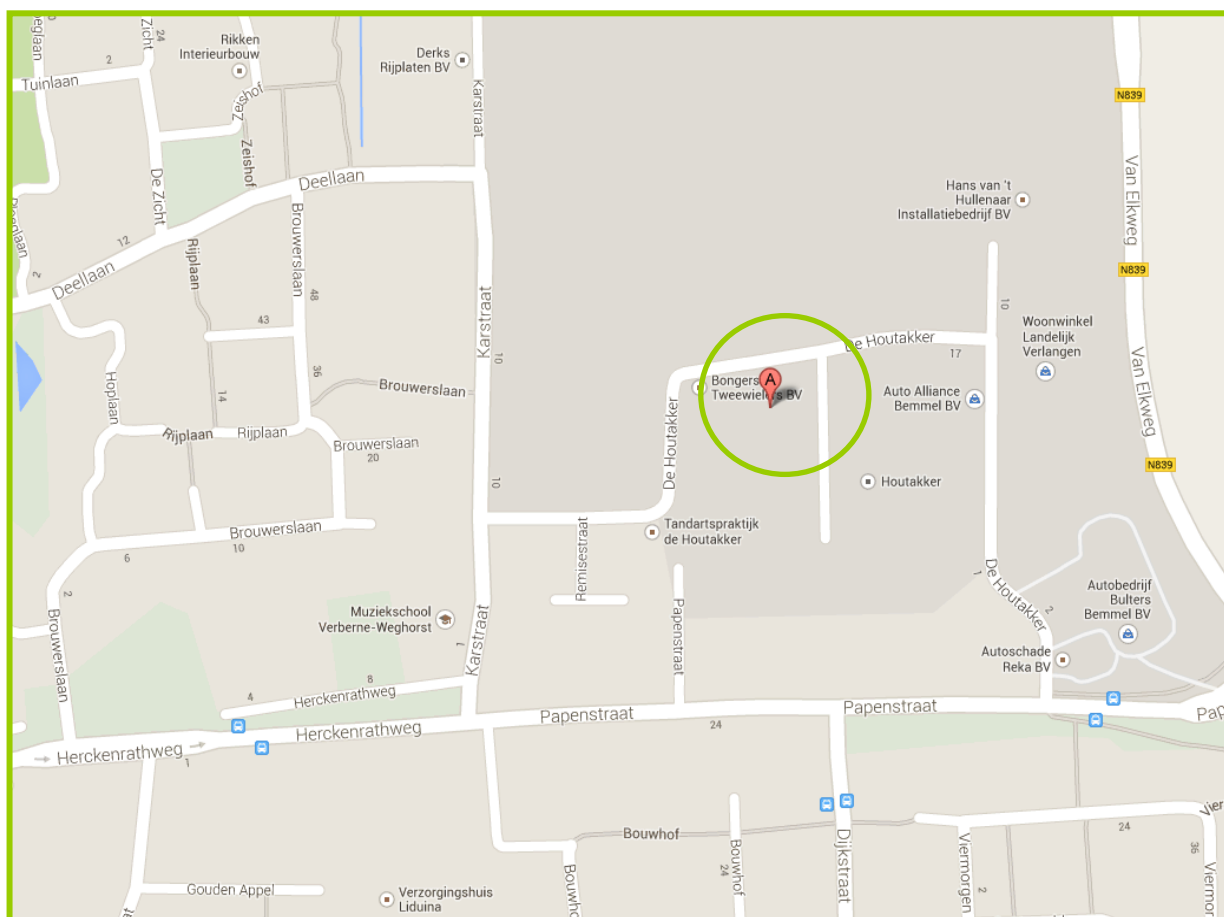 Zicht
24
Rikken
Interieurbouw
Derks
Rijplaten BV
2
Tuinlaan
Zeishof
Karstraat
N839
Zeishof
De Zicht
Deellaan
Van Elkweg
Hans van 't
Hullenaar
Installatiebedrijf BV
Brouwerslaan
12
Rijplaan
2
Deellaan
N839
48
10
43
Karstraat
Woonwinkel
Landelijk
Verlangen
De Houtakker
17
10
36
Hoplaan
14
Brouwerslaan
A
Bongers
Tweewielers BV
Auto Alliance
Bemmel BV
Van Elkweg
Rijplaan
Rijplaan
Brouwerslaan
20
De Houtakker
N839
10
Houtakker
Brouwerslaan
10
6
Remisestraat
Tandartspraktijk
de Houtakker
2
Brouwerslaan
Muziekschool
Verberne-Weghorst
1
Karstraat
Papenstraat
1
De Houtakker
2
Autobedrijf
Bulters
Bemmel BV
Autoschade
Reka BV
4
8
Herckenrathweg
Herckenrathweg
Papenstraat
24
Papenstraat
Pap
Herckenrathweg
1
Bouwhof
Bouwhof
24
Dijkstraat
Viermorgen
2
24
36
Vier
Viermor
Gouden Appel
Verzorgingshuis
Liduina
Bouwho